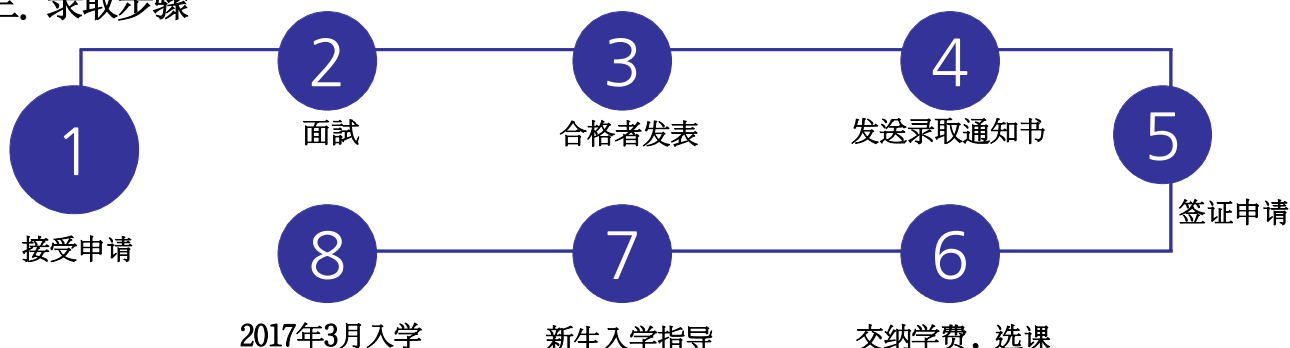 三. 录取步骤
1
接受申请
2
面試
3
合格者发表
4
发送录取通知书
5
签证申请
6
交纳学费，选课
7
新生入学指导
8
2017年3月入学